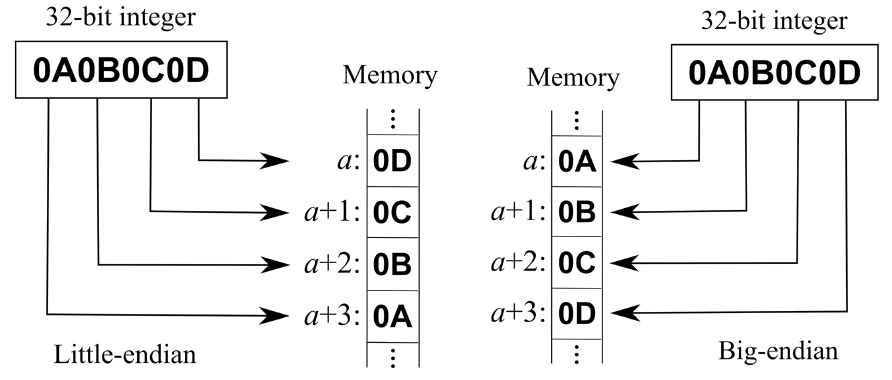 32-bit integer
0A0B0C0D
Memory
⋮
a: 0D
a+1: 0C
a+2: 0B
a+3: 0A
⋮
Little-endian
32-bit integer
0A0B0C0D
Memory
⋮
a: 0A
a+1: 0B
a+2: 0C
a+3: 0D
⋮
Big-endian